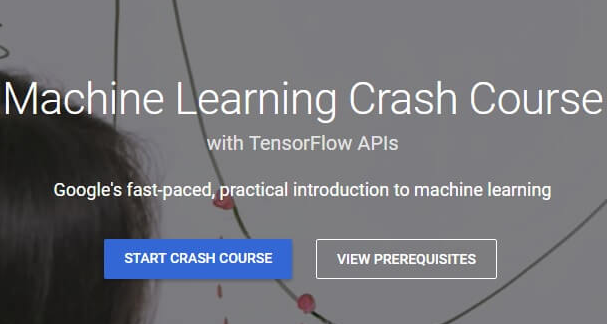 Machine Learning Crash Course
with TensorFlow APIs
Google's fast-paced, practical introduction to machine learning
START CRASH COURSE
VIEW PREREQUISITES